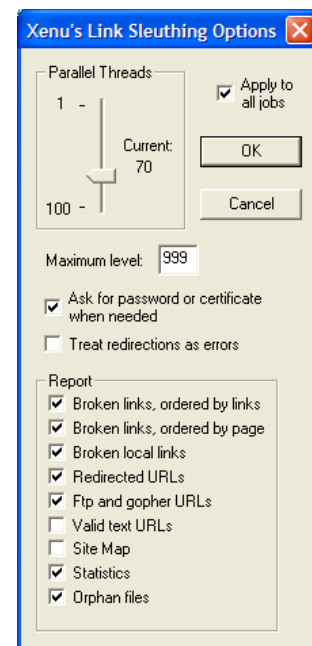 Xenu's Link Sleuthing Options
Parallel Threads
1 -
Current:
70
100 -
Apply to
all jobs
OK
Cancel
Maximum level: 999
Ask for password or certificate
when needed
Treat redirections as errors
Report
Broken links, ordered by links
Broken links, ordered by page
Broken local links
Redirected URLs
Ftp and gopher URLs
Valid text URLs
Site Map
Statistics
Orphan files